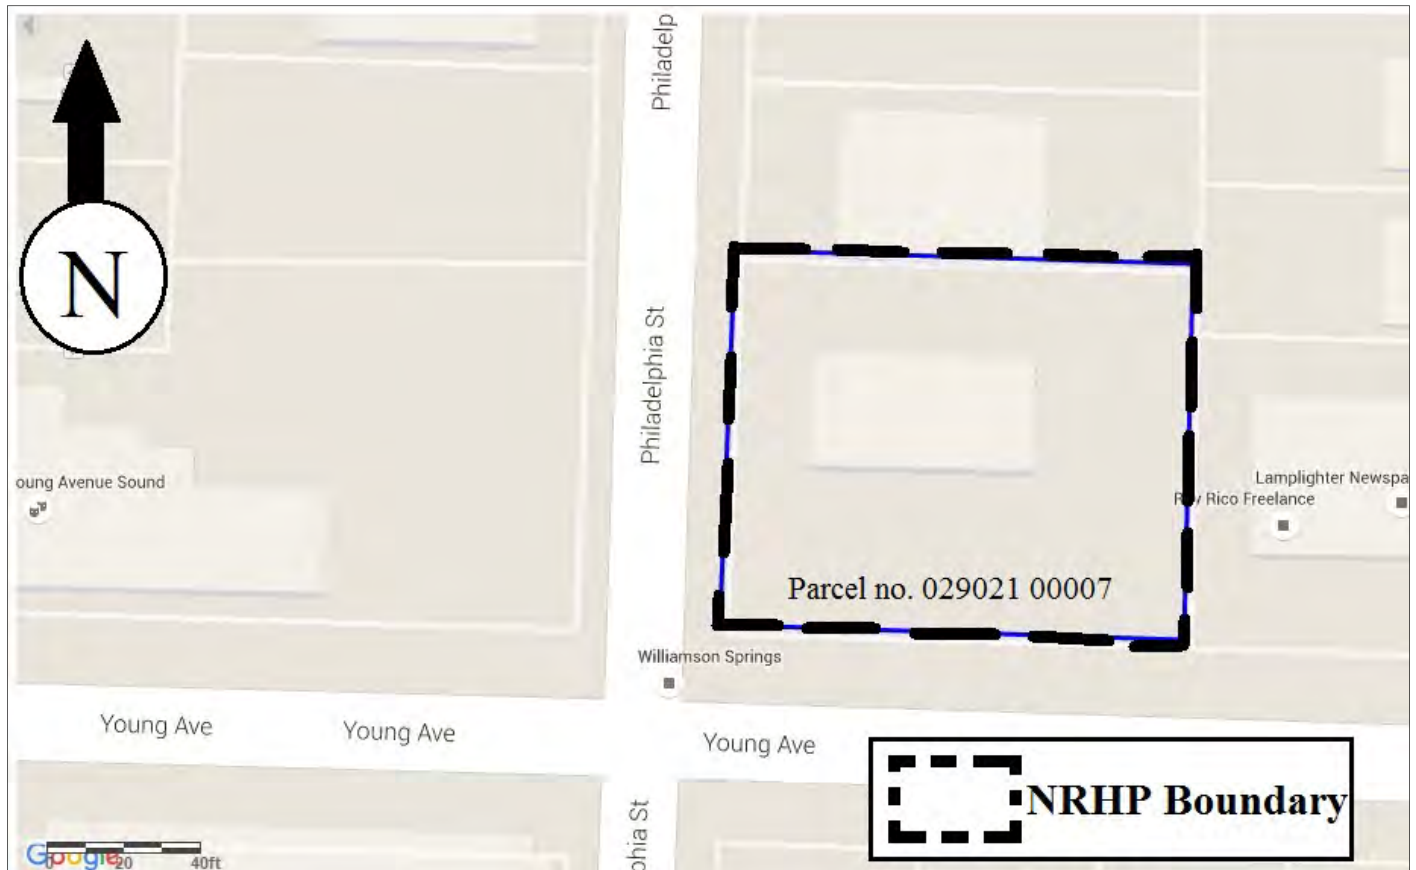 Philadelp
N
Philadelphia St
oung Avenue Sound
Lamplighter Newspa
Rico Freelance
Parcel no. 029021 00007
Williamson Springs
Young Ave
Young Ave
Young Ave
NRHP Boundary
phia St
Google
0 20 40ft